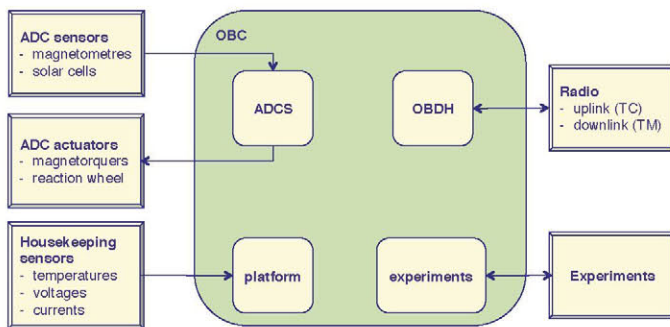 ADC sensors
- magnetometres
- solar cells
OBC
ADCS
OBDH
Radio
- uplink (TC)
- downlink (TM)
ADC actuators
- magnetorquers
- reaction wheel
Housekeeping
sensors
- temperatures
- voltages
- currents
platform
experiments
Experiments